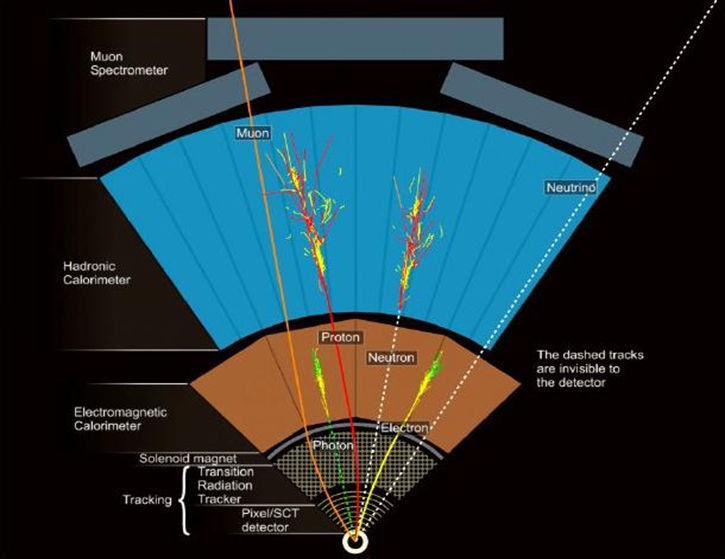 Muon
Spectrometer
Muon
Neutrino
Hadronic
Calorimeter
Proton
Neutron
The dashed tracks
are invisible to
the detector
Electromagnetic
Calorimeter
Electron
Photon
Solenoid magnet
Transition
Radiation
Tracker
Tracking
Pixel/SCT
detector